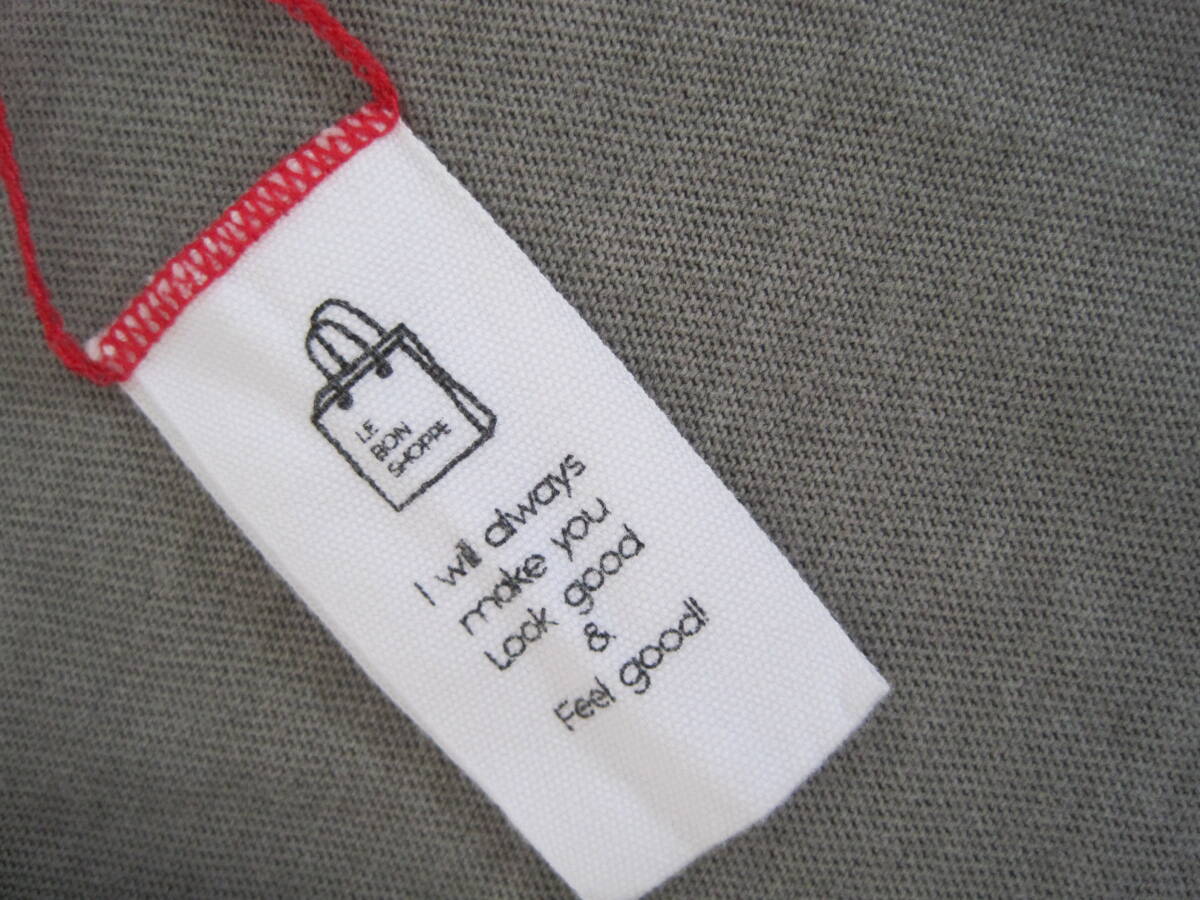 LE
BON
SHOPPE
I will always
make you
Look good
&
Feel good!